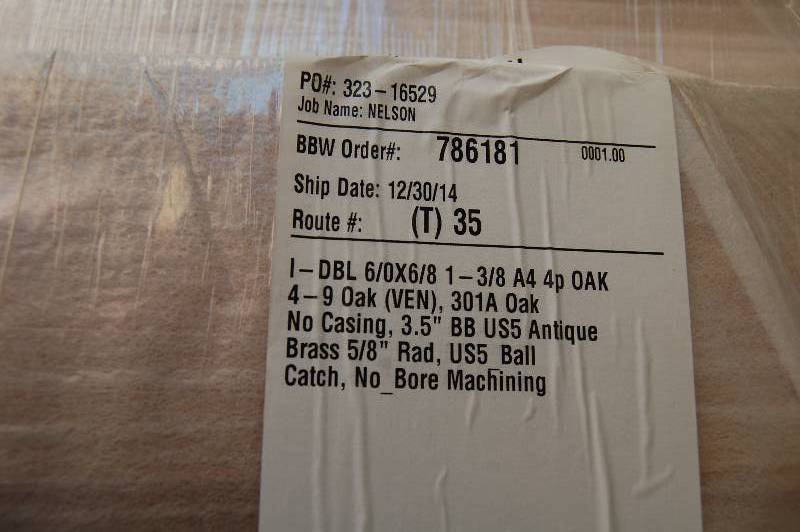 PO#: 323-16529
Job Name: NELSON
BBW Order#: 786181 0001.00
Ship Date: 12/30/14
Route #: (T) 35
I-DBL 6/0X6/8 1-3/8 A4 4p OAK
4-9 Oak (VEN), 301A Oak
No Casing, 3.5" BB US5 Antique
Brass 5/8" Rad, US5 Ball
Catch, No_Bore Machining